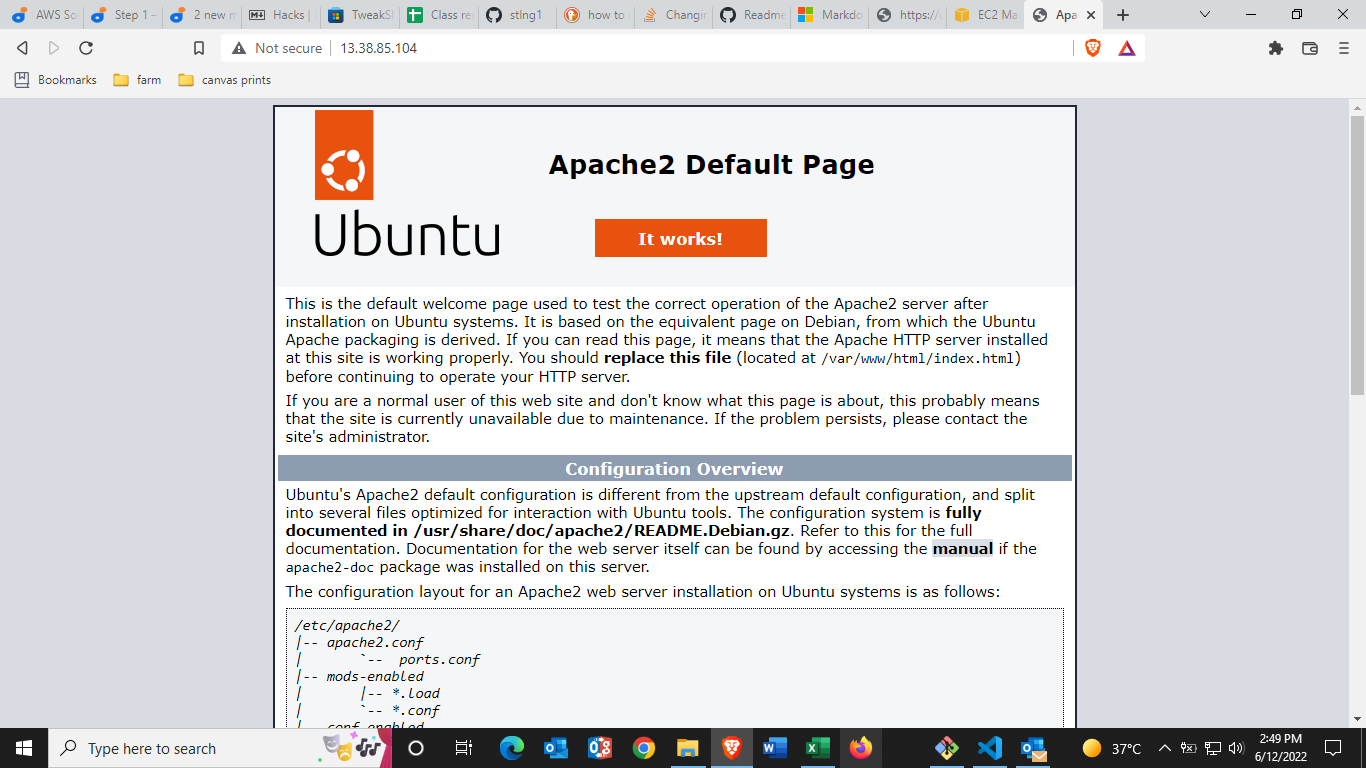 AWS So
Step 1 –
2 new m
Hacks |
TweakSt
Class re
stlng1
how to
Changin
Readme
Markdo
https://
EC2 Ma
Apa
Not secure
13.38.85.104
Bookmarks
farm
canvas prints
Ubuntu
Apache2 Default Page
It works!
This is the default welcome page used to test the correct operation of the Apache2 server after
installation on Ubuntu systems. It is based on the equivalent page on Debian, from which the Ubuntu
Apache packaging is derived. If you can read this page, it means that the Apache HTTP server installed
at this site is working properly. You should replace this file (located at /var/www/html/index.html)
before continuing to operate your HTTP server.
If you are a normal user of this web site and don't know what this page is about, this probably means
that the site is currently unavailable due to maintenance. If the problem persists, please contact the
site's administrator.
Configuration Overview
Ubuntu's Apache2 default configuration is different from the upstream default configuration, and split
into several files optimized for interaction with Ubuntu tools. The configuration system is fully
documented in /usr/share/doc/apache2/README.Debian.gz. Refer to this for the full
documentation. Documentation for the web server itself can be found by accessing the manual if the
apache2-doc package was installed on this server.
The configuration layout for an Apache2 web server installation on Ubuntu systems is as follows:
/etc/apache2/
|-- apache2.conf
|       `--  ports.conf
|-- mods-enabled
|       |-- *.load
|       `-- *.conf
|-- conf-enabled
Type here to search
37°C
2:49 PM
6/12/2022